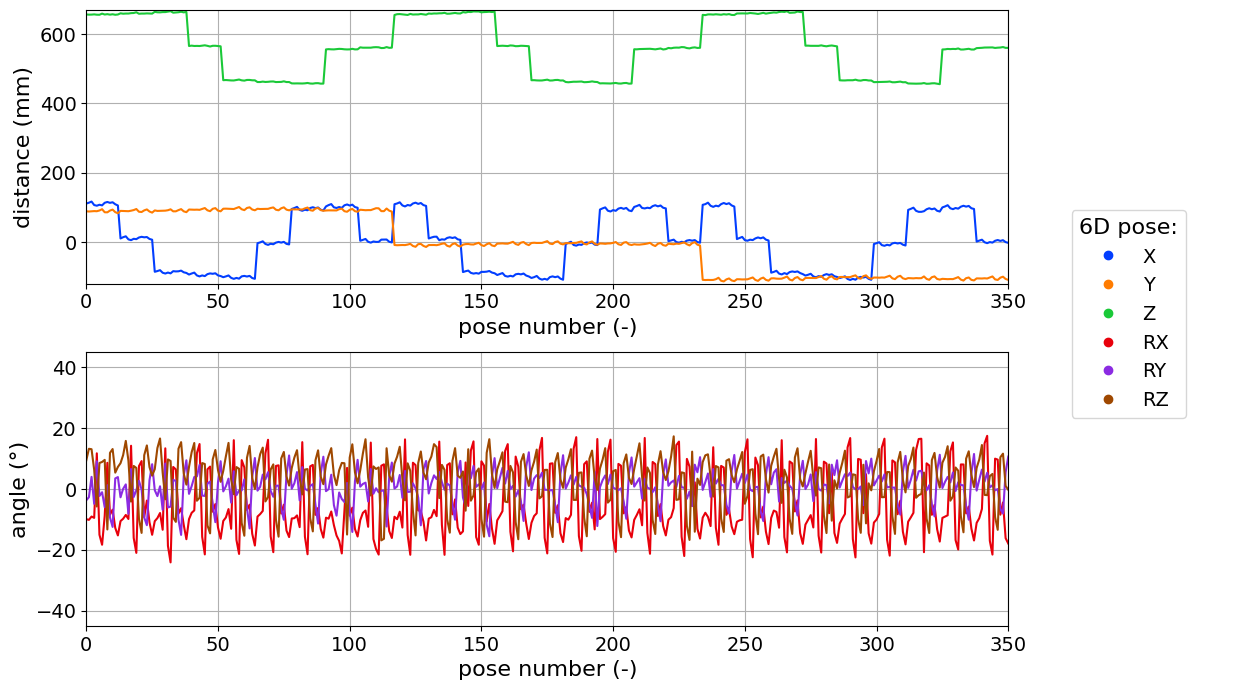 600
400
200
0
distance (mm)
0 50 100 150 200 250 300 350
pose number (-)
40
20
0
−20
−40
angle (°)
0 50 100 150 200 250 300 350
pose number (-)
6D pose:
X
Y
Z
RX
RY
RZ